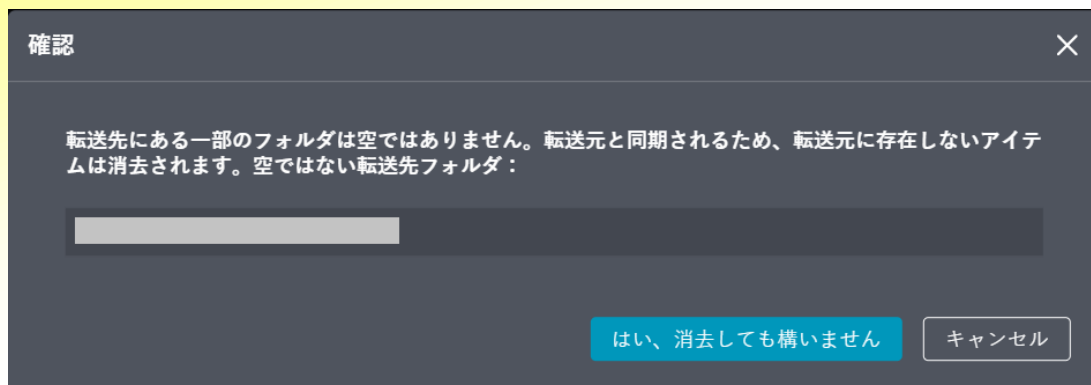 確認
転送先にある一部のフォルダは空ではありません。転送元と同期されるため、転送元に存在しないアイテ
ムは消去されます。空ではない転送先フォルダ：
はい、消去しても構いません
キャンセル